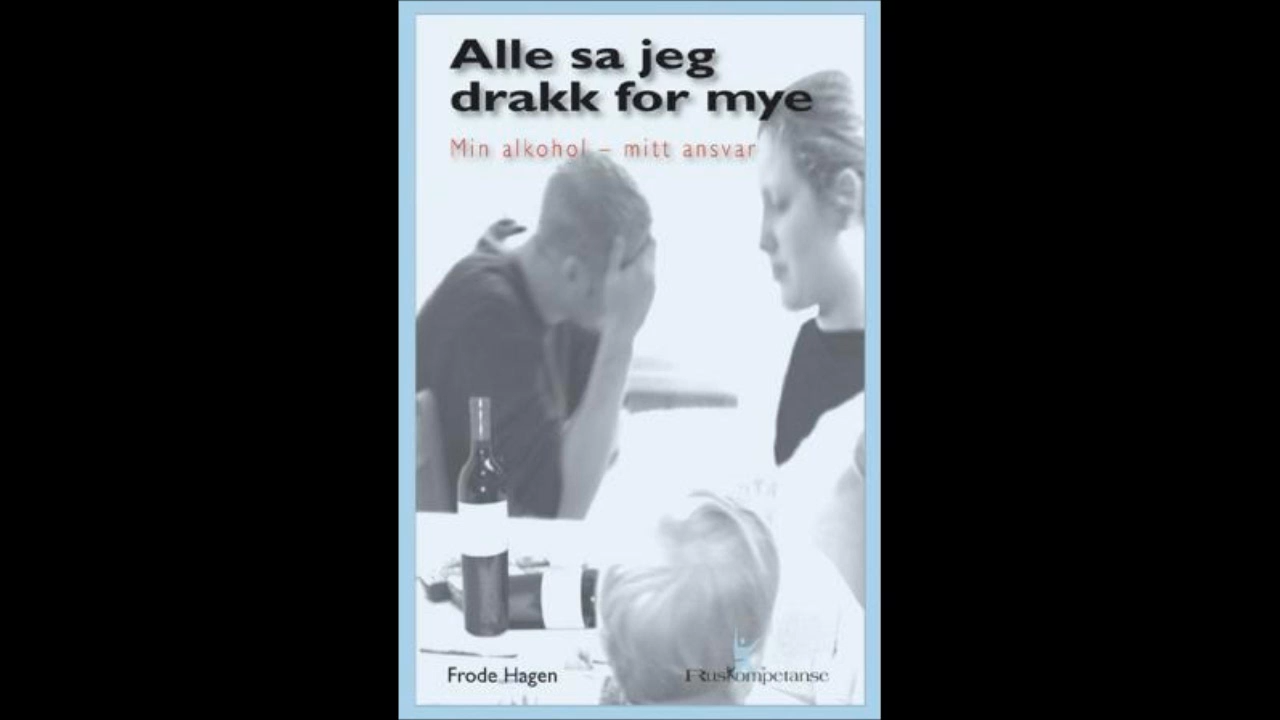 Alle sa jeg
drakk for mye
Min alkohol – mitt ansvar
Frode Hagen
Ruskompetanse